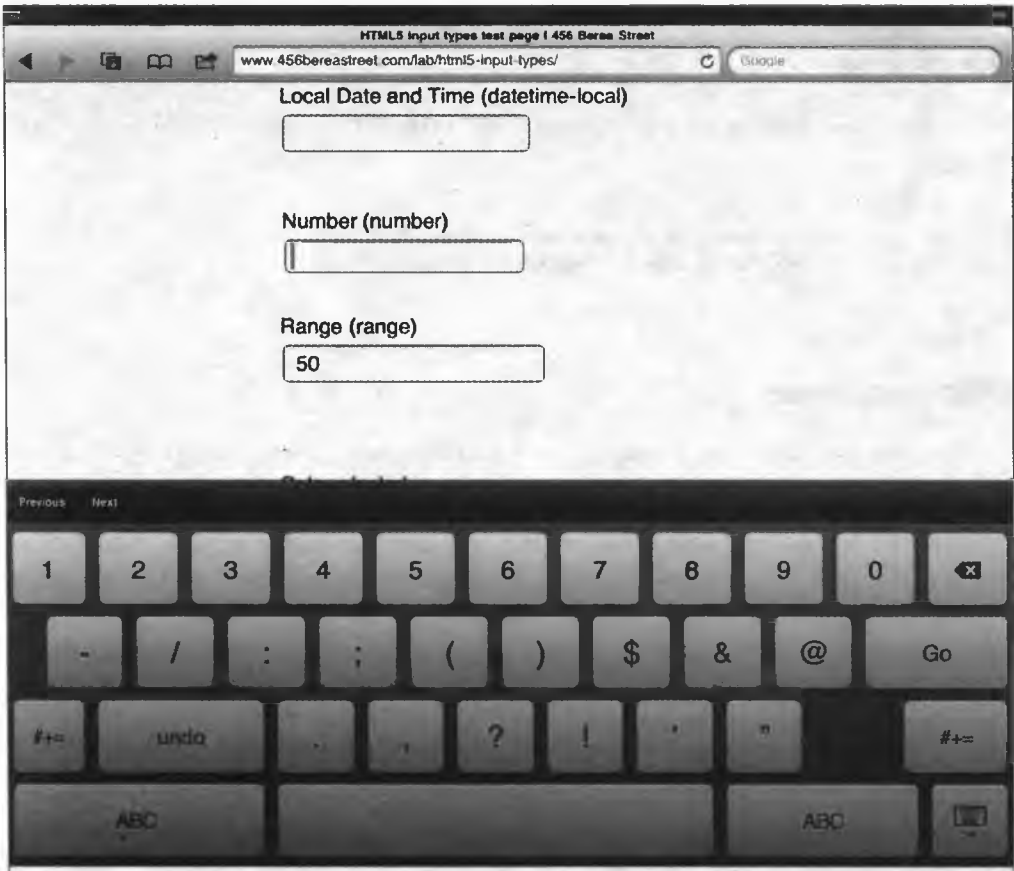 HTML5 input types test page | 456 Berea Street
www.456bereastreet.com/lab/html5-input-types/ Google
Local Date and Time (datetime-local)
Number (number)
Range (range)
50
Previous Next
1 2 3 4 5 6 7 8 9 0
- / : ; ( ) $ & @ Go
#+= undo . , ? ! ' " #+=
ABC ABC